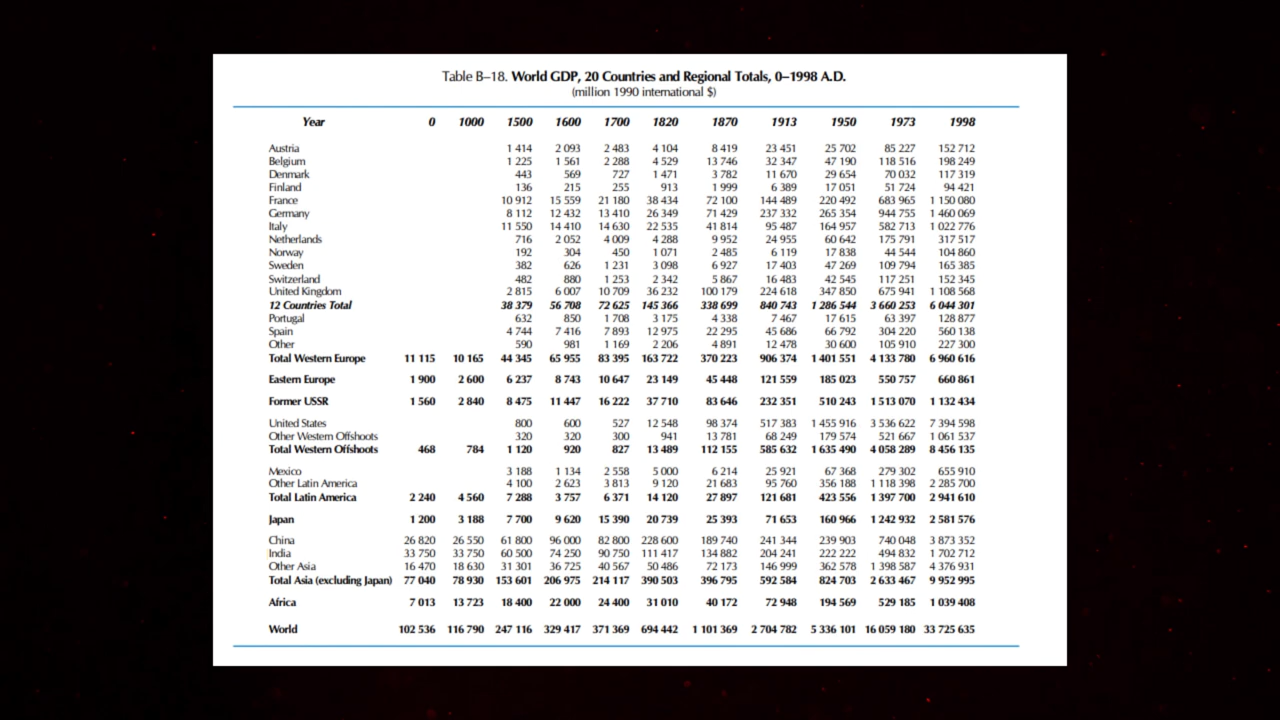 Table B–18. World GDP, 20 Countries and Regional Totals, 0–1998 A.D.
(million 1990 international $)
Year 0 1000 1500 1600 1700 1820 1870 1913 1950 1973 1998
Austria 1 414 2 093 2 483 4 104 8 419 23 451 25 702 85 227 152 712
Belgium 1 225 1 561 2 288 4 529 13 746 32 347 47 190 118 516 198 249
Denmark 443 569 727 1 471 3 782 11 670 29 654 70 032 117 319
Finland 136 215 255 913 1 999 6 389 17 051 51 724 94 421
France 10 912 15 559 21 180 38 434 72 100 144 489 220 492 683 965 1 150 080
Germany 8 112 12 432 13 410 26 349 71 429 237 332 265 354 944 755 1 460 069
Italy 11 550 14 410 14 630 22 535 41 814 95 487 164 957 582 713 1 022 776
Netherlands 716 2 052 4 009 4 288 9 952 24 955 60 642 175 791 317 517
Norway 192 304 450 1 071 2 485 6 119 17 838 44 544 104 860
Sweden 382 626 1 231 3 098 6 927 17 403 47 269 109 794 165 385
Switzerland 482 880 1 253 2 342 5 867 16 483 42 545 117 251 152 345
United Kingdom 2 815 6 007 10 709 36 232 100 179 224 618 347 850 675 941 1 108 568
12 Countries Total 38 379 56 708 72 625 145 366 338 699 840 743 1 286 544 3 660 253 6 044 301
Portugal 632 850 1 708 3 175 4 338 7 467 17 615 63 397 128 877
Spain 4 744 7 416 7 893 12 975 22 295 45 686 66 792 304 220 560 138
Other 590 981 1 169 2 206 4 891 12 478 30 600 105 910 227 300
Total Western Europe 11 115 10 165 44 345 65 955 83 395 163 722 370 223 906 374 1 401 551 4 133 780 6 960 616
Eastern Europe 1 900 2 600 6 237 8 743 10 647 23 149 45 448 121 559 185 023 550 757 660 861
Former USSR 1 560 2 840 8 475 11 447 16 222 37 710 83 646 232 351 510 243 1 513 070 1 132 434
United States 800 600 527 12 548 98 374 517 383 1 455 916 3 536 622 7 394 598
Other Western Offshoots 320 320 300 941 13 781 68 249 179 574 521 667 1 061 537
Total Western Offshoots 468 784 1 120 920 827 13 489 112 155 585 632 1 635 490 4 058 289 8 456 135
Mexico 3 188 1 134 2 558 5 000 6 214 25 921 67 368 279 302 655 910
Other Latin America 4 100 2 623 3 813 9 120 21 683 95 760 356 188 1 118 398 2 285 700
Total Latin America 2 240 4 560 7 288 3 757 6 371 14 120 27 897 121 681 423 556 1 397 700 2 941 610
Japan 1 200 3 188 7 700 9 620 15 390 20 739 25 393 71 653 160 966 1 242 932 2 581 576
China 26 820 26 550 61 800 96 000 82 800 228 600 189 740 241 344 239 903 740 048 3 873 352
India 33 750 33 750 60 500 74 250 90 750 111 417 134 882 204 241 222 222 494 832 1 702 712
Other Asia 16 470 18 630 31 301 36 725 40 567 50 486 72 173 146 999 362 578 1 398 587 4 376 931
Total Asia (excluding Japan) 77 040 78 930 153 601 206 975 214 117 390 503 396 795 592 584 824 703 2 633 467 9 952 995
Africa 7 013 13 723 18 400 22 000 24 400 31 010 40 172 72 948 194 569 529 185 1 039 408
World 102 536 116 790 247 116 329 417 371 369 694 442 1 101 369 2 704 782 5 336 101 16 059 180 33 725 635